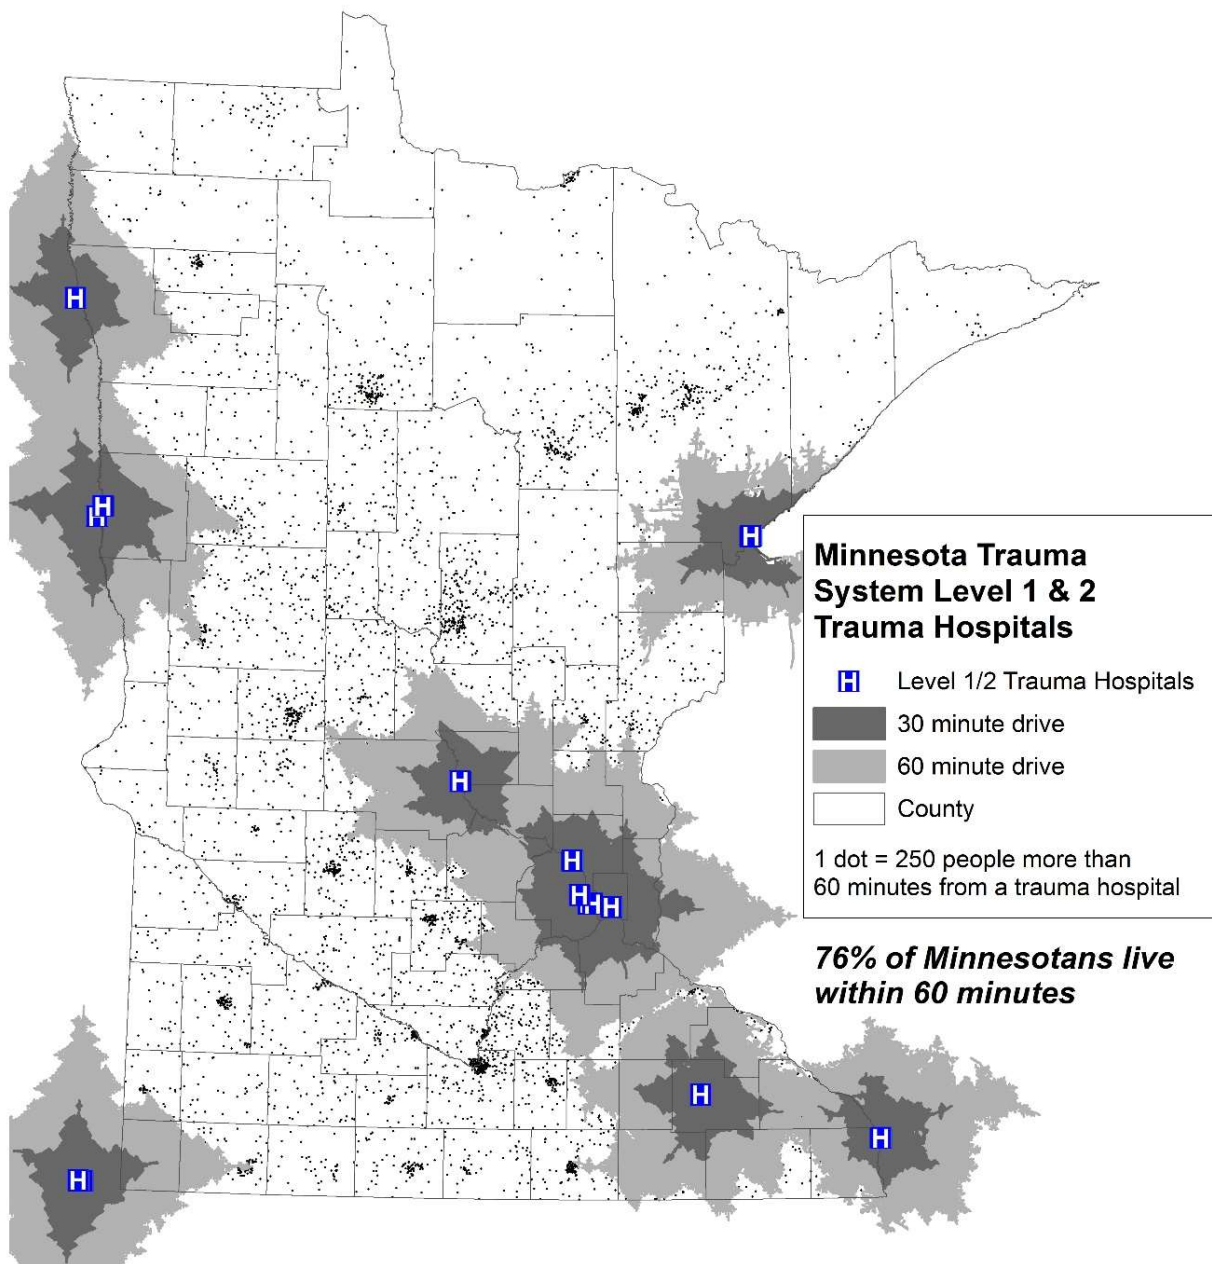 H
H
H
H
Minnesota Trauma
System Level 1 & 2
Trauma Hospitals
H Level 1/2 Trauma Hospitals
30 minute drive
60 minute drive
County
1 dot = 250 people more than
60 minutes from a trauma hospital
H
H
H
H
H
76% of Minnesotans live
within 60 minutes
H
H
H